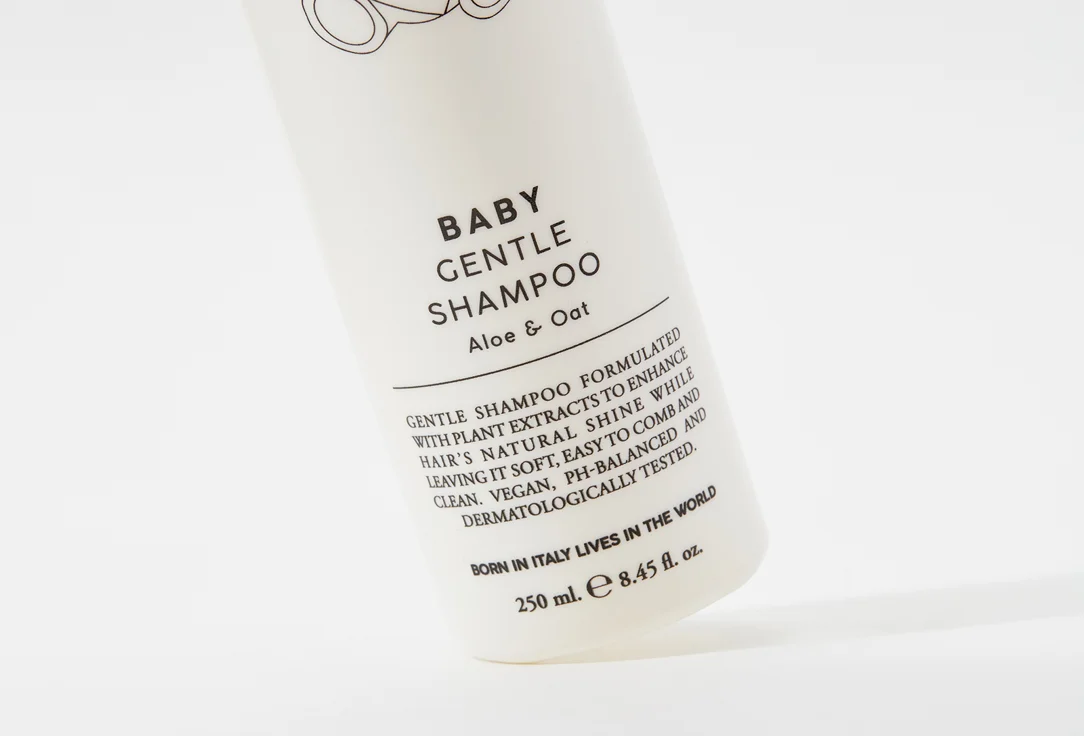 BABY
GENTLE
SHAMPOO
Aloe & Oat
GENTLE SHAMPOO FORMULATED
WITH PLANT EXTRACTS TO ENHANCE
HAIR'S NATURAL SHINE WHILE
LEAVING IT SOFT, EASY TO COMB AND
CLEAN. VEGAN, PH-BALANCED AND
DERMATOLOGICALLY TESTED.
BORN IN ITALY LIVES IN THE WORLD
250 ml. ℮ 8.45 fl. oz.